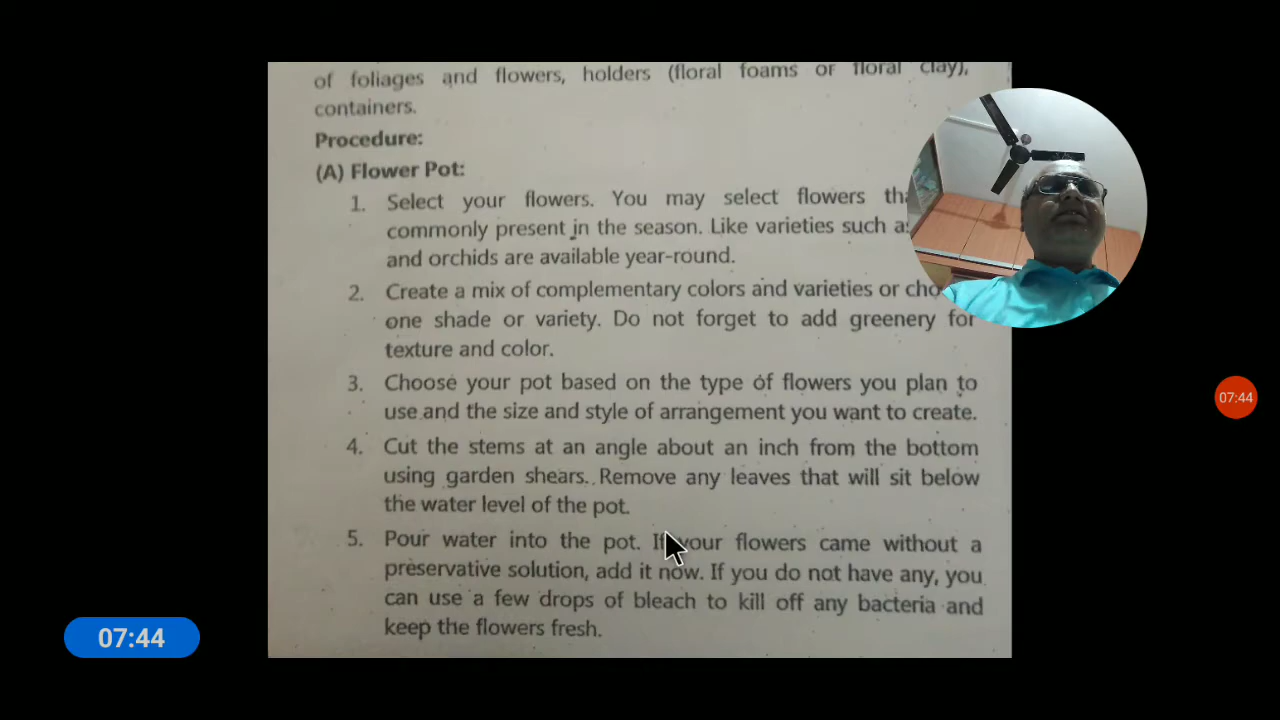 of foliages and flowers, holders (floral foams or floral clay),
containers.
Procedure:
(A) Flower Pot:
1. Select your flowers. You may select flowers
commonly present in the season. Like varieties such
and orchids are available year-round.
2. Create a mix of complementary colors and varieties or
one shade or variety. Do not forget to add greenery for
texture and color.
3. Choose your pot based on the type of flowers you plan to
use and the size and style of arrangement you want to create.
4. Cut the stems at an angle about an inch from the bottom
using garden shears. Remove any leaves that will sit below
the water level of the pot.
5. Pour water into the pot. If your flowers came without a
preservative solution, add it now. If you do not have any, you
can use a few drops of bleach to kill off any bacteria and
keep the flowers fresh.
07:44
07:44